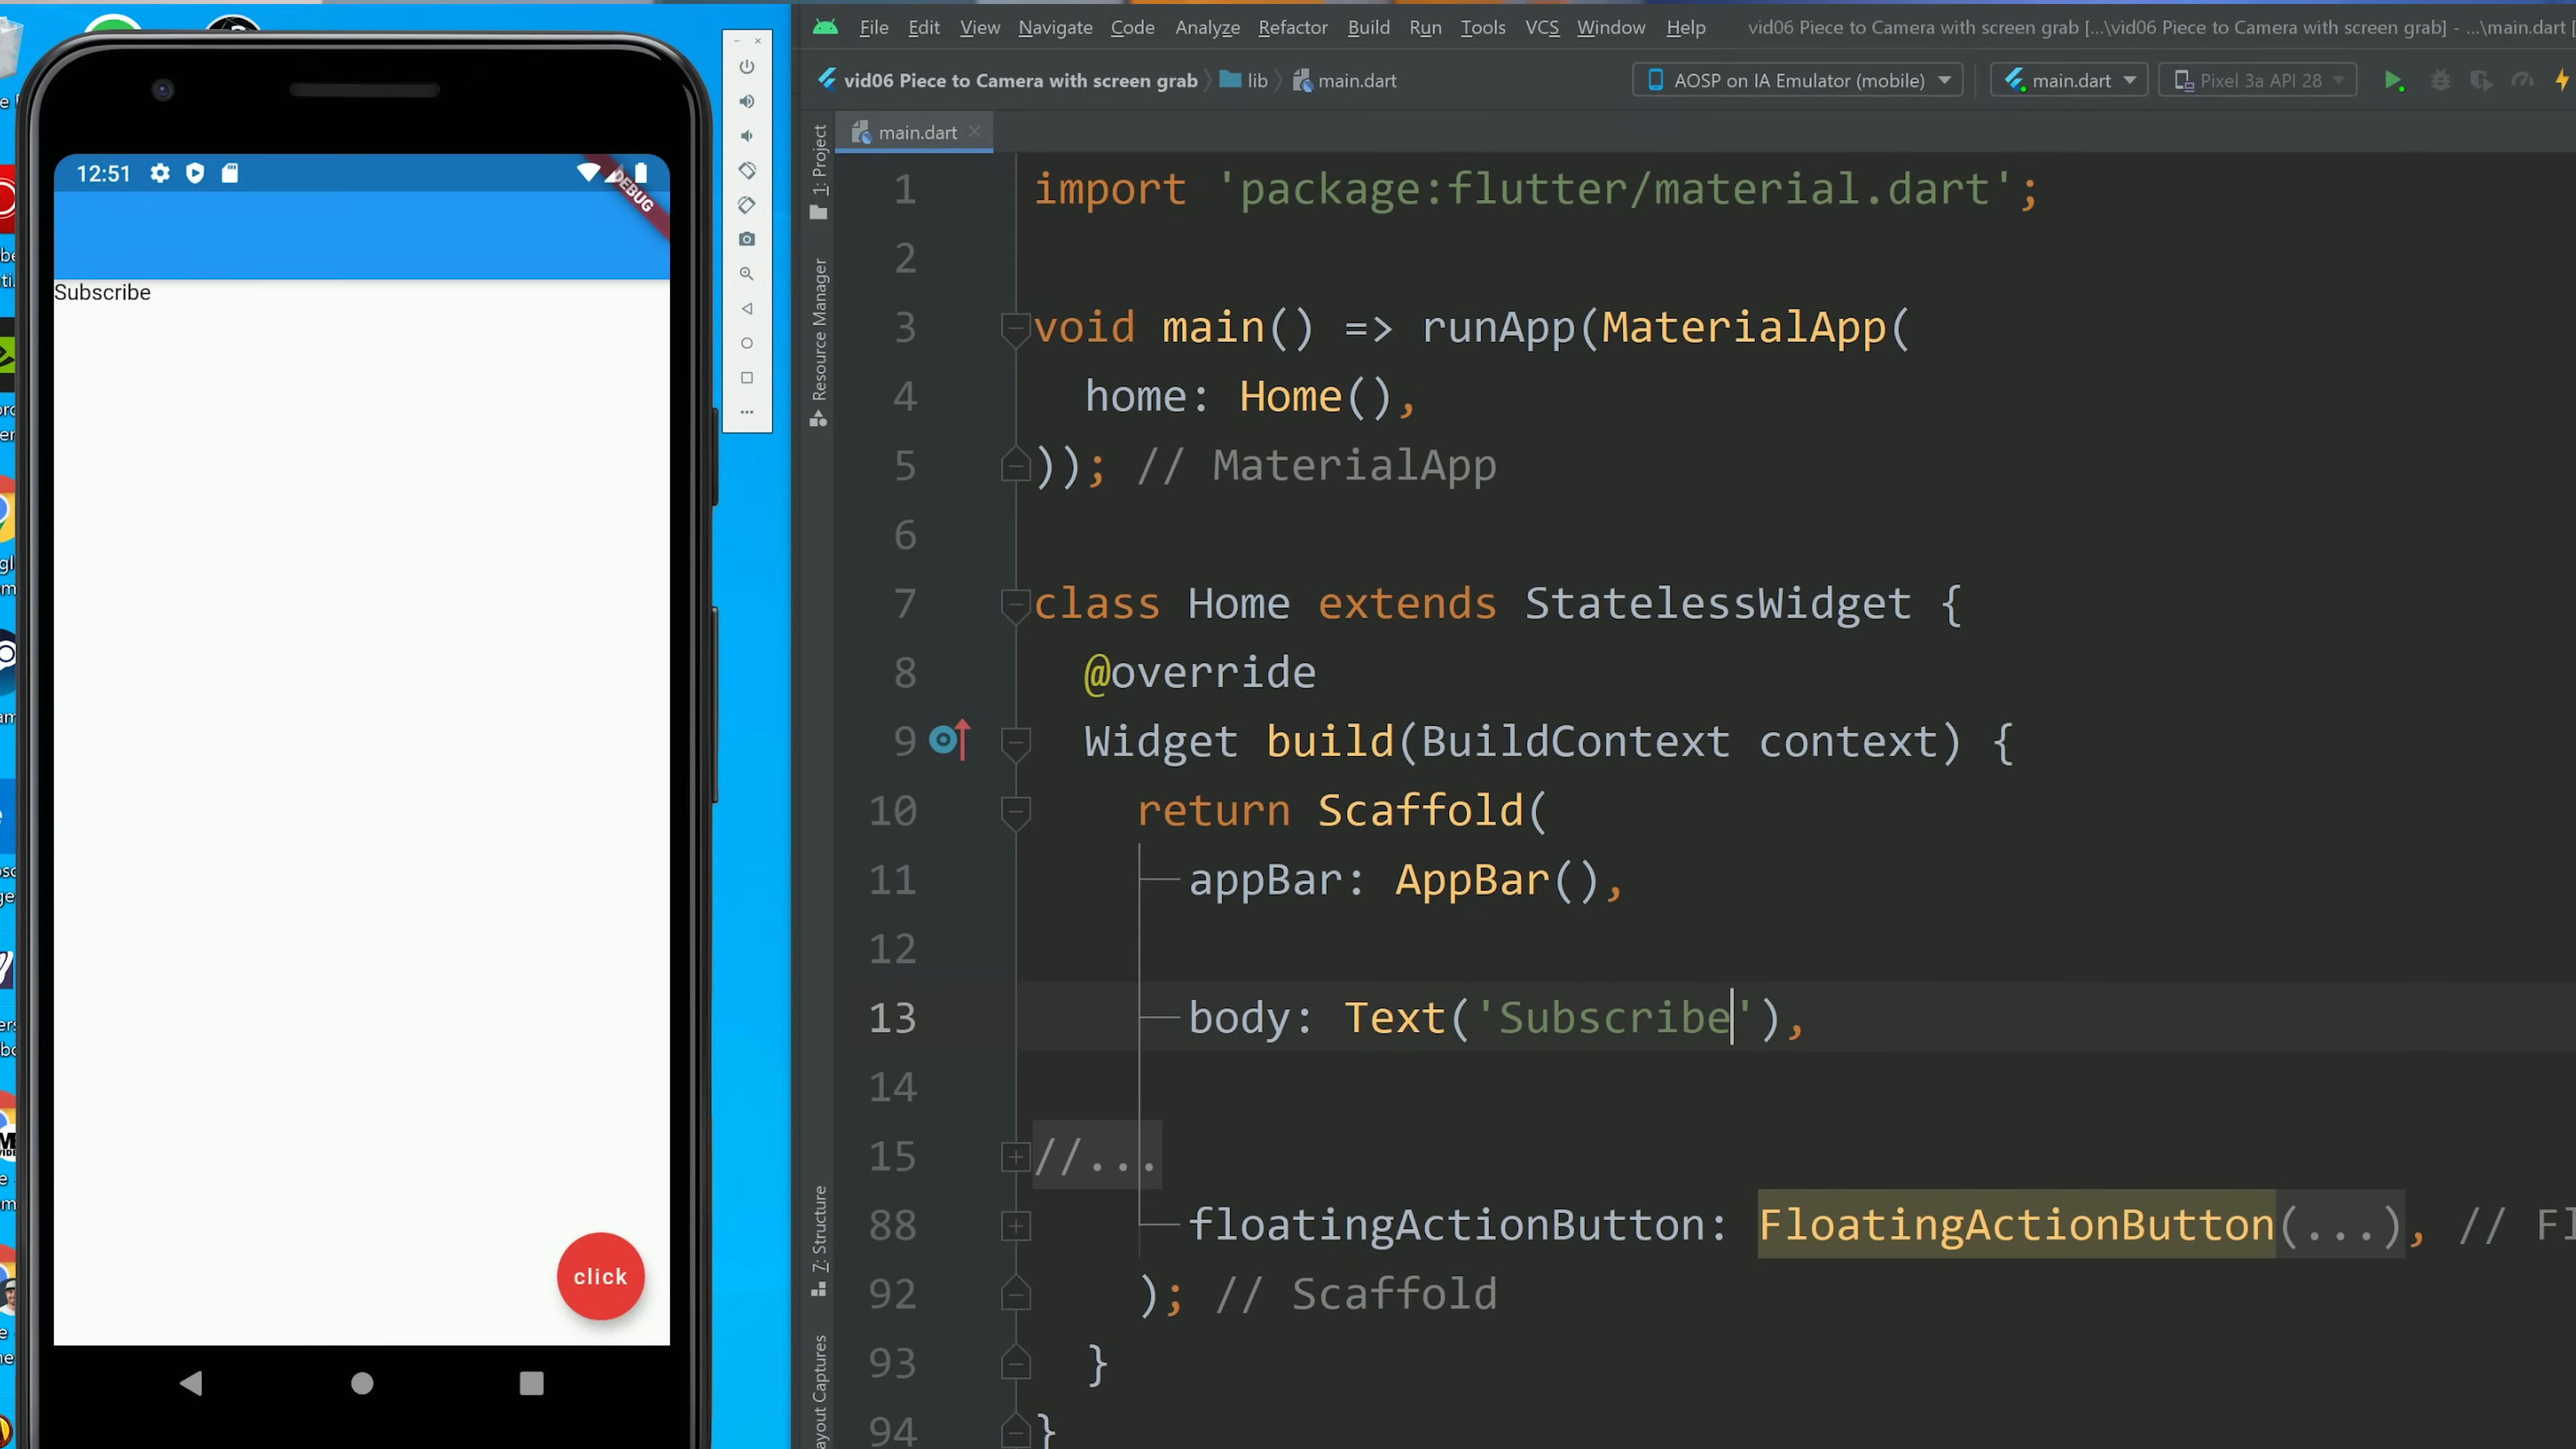 12:51
DEBUG
Subscribe
click
File Edit View Navigate Code Analyze Refactor Build Run Tools VCS Window Help vid06 Piece to Camera with screen grab [...\vid06 Piece to Camera with screen grab] - ...\main.dart [
vid06 Piece to Camera with screen grab lib main.dart AOSP on IA Emulator (mobile) main.dart Pixel 3a API 28
main.dart
1: Project
Resource Manager
7: Structure
ayout Captures
1 import 'package:flutter/material.dart';
2
3 void main() => runApp(MaterialApp(
4 home: Home(),
5 )); // MaterialApp
6
7 class Home extends StatelessWidget {
8 @override
9 Widget build(BuildContext context) {
10 return Scaffold(
11 appBar: AppBar(),
12
13 body: Text('Subscribe'),
14
15 //...
88 floatingActionButton: FloatingActionButton(...), // Fl
92 ); // Scaffold
93 }
94 }